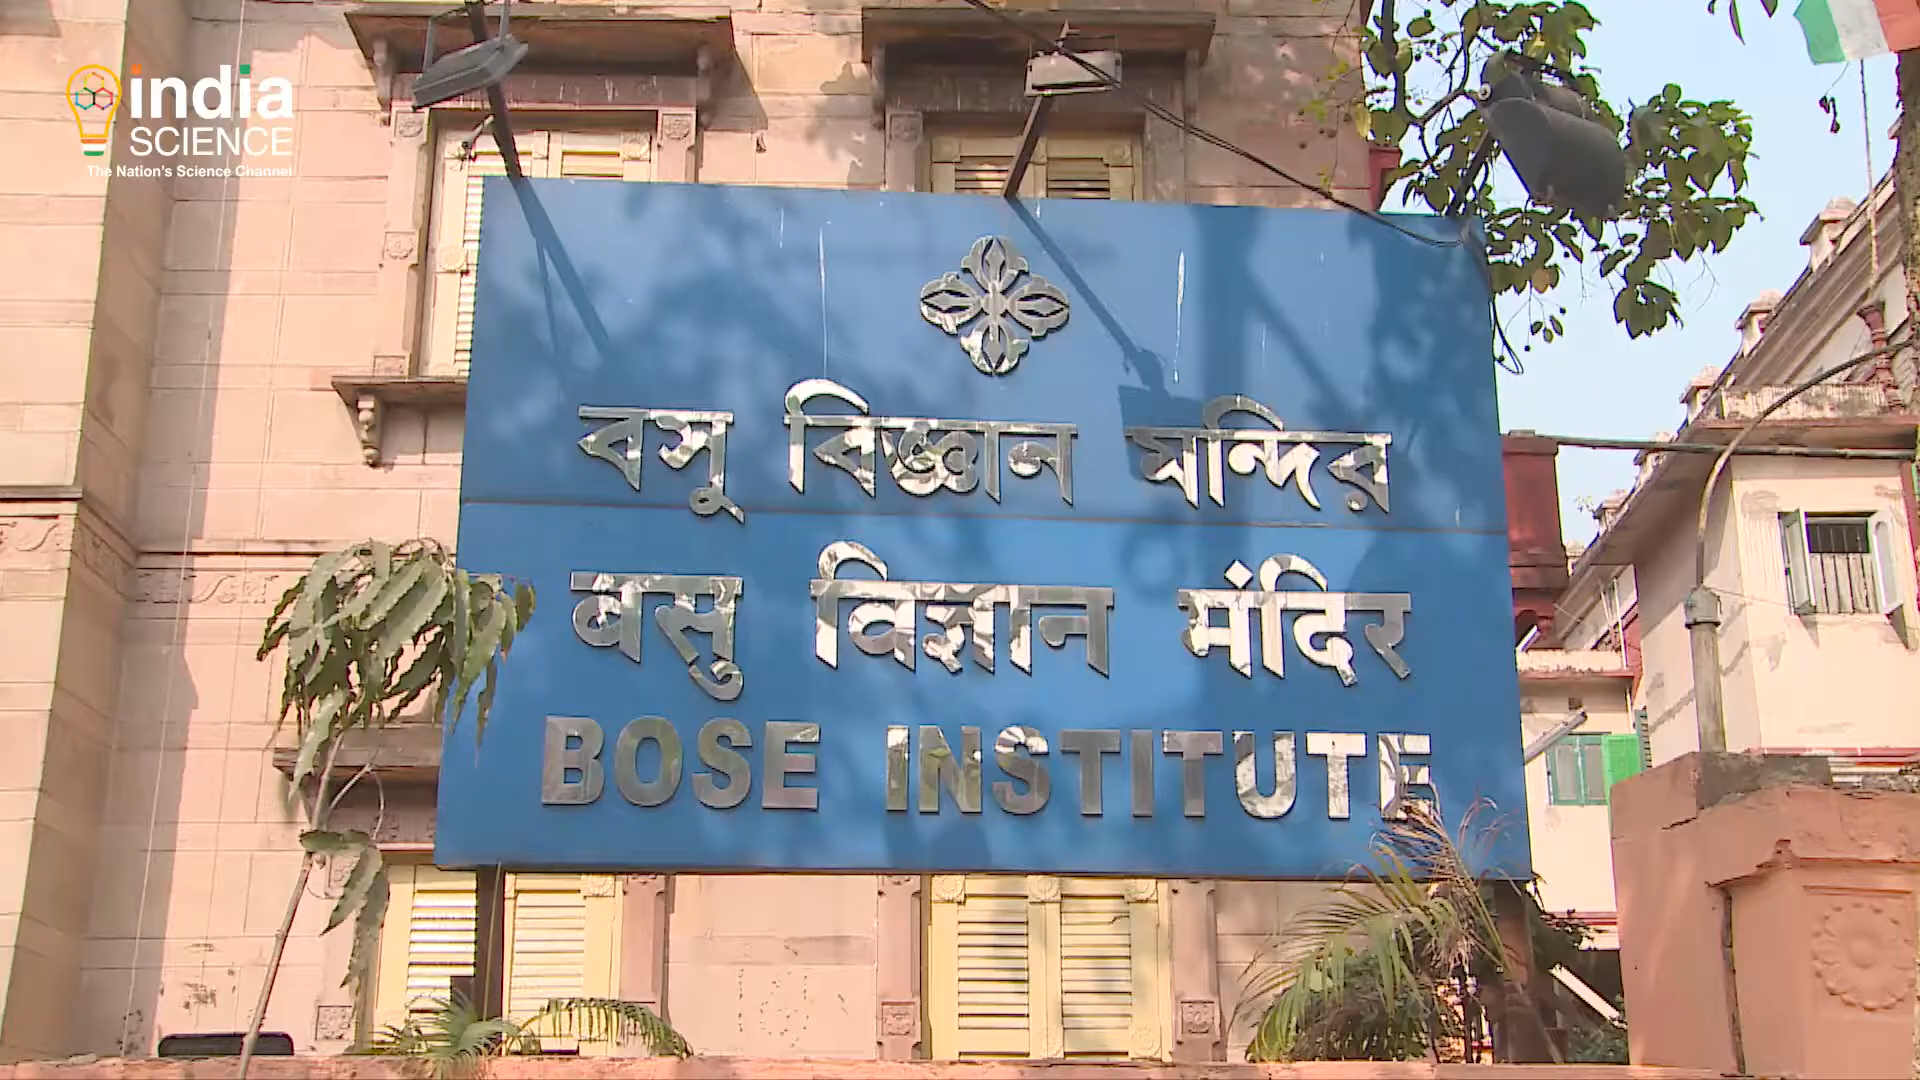 india
SCIENCE
The Nation's Science Channel
বসু বিজ্ঞান মন্দির
बसु विज्ञान मंदिर
BOSE INSTITUTE